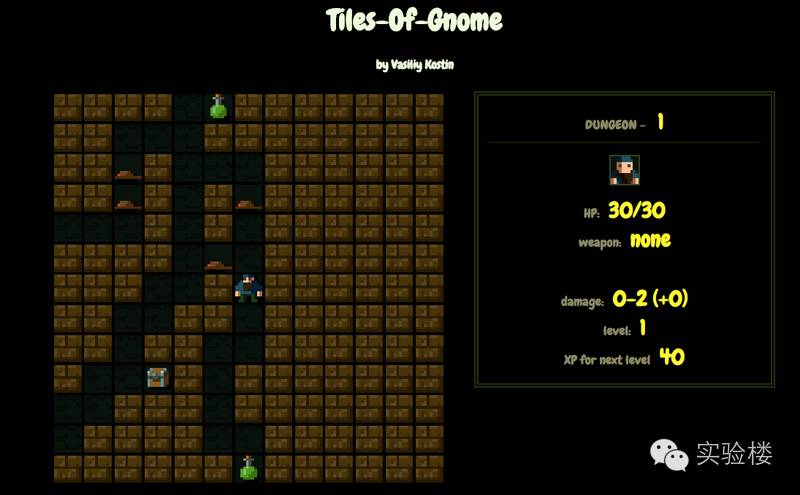 Tiles-Of-Gnome
by Vasiliy Kostin
DUNGEON - 1
HP: 30/30
weapon: none
damage: 0-2 (+0)
level: 1
XP for next level 40
实验楼